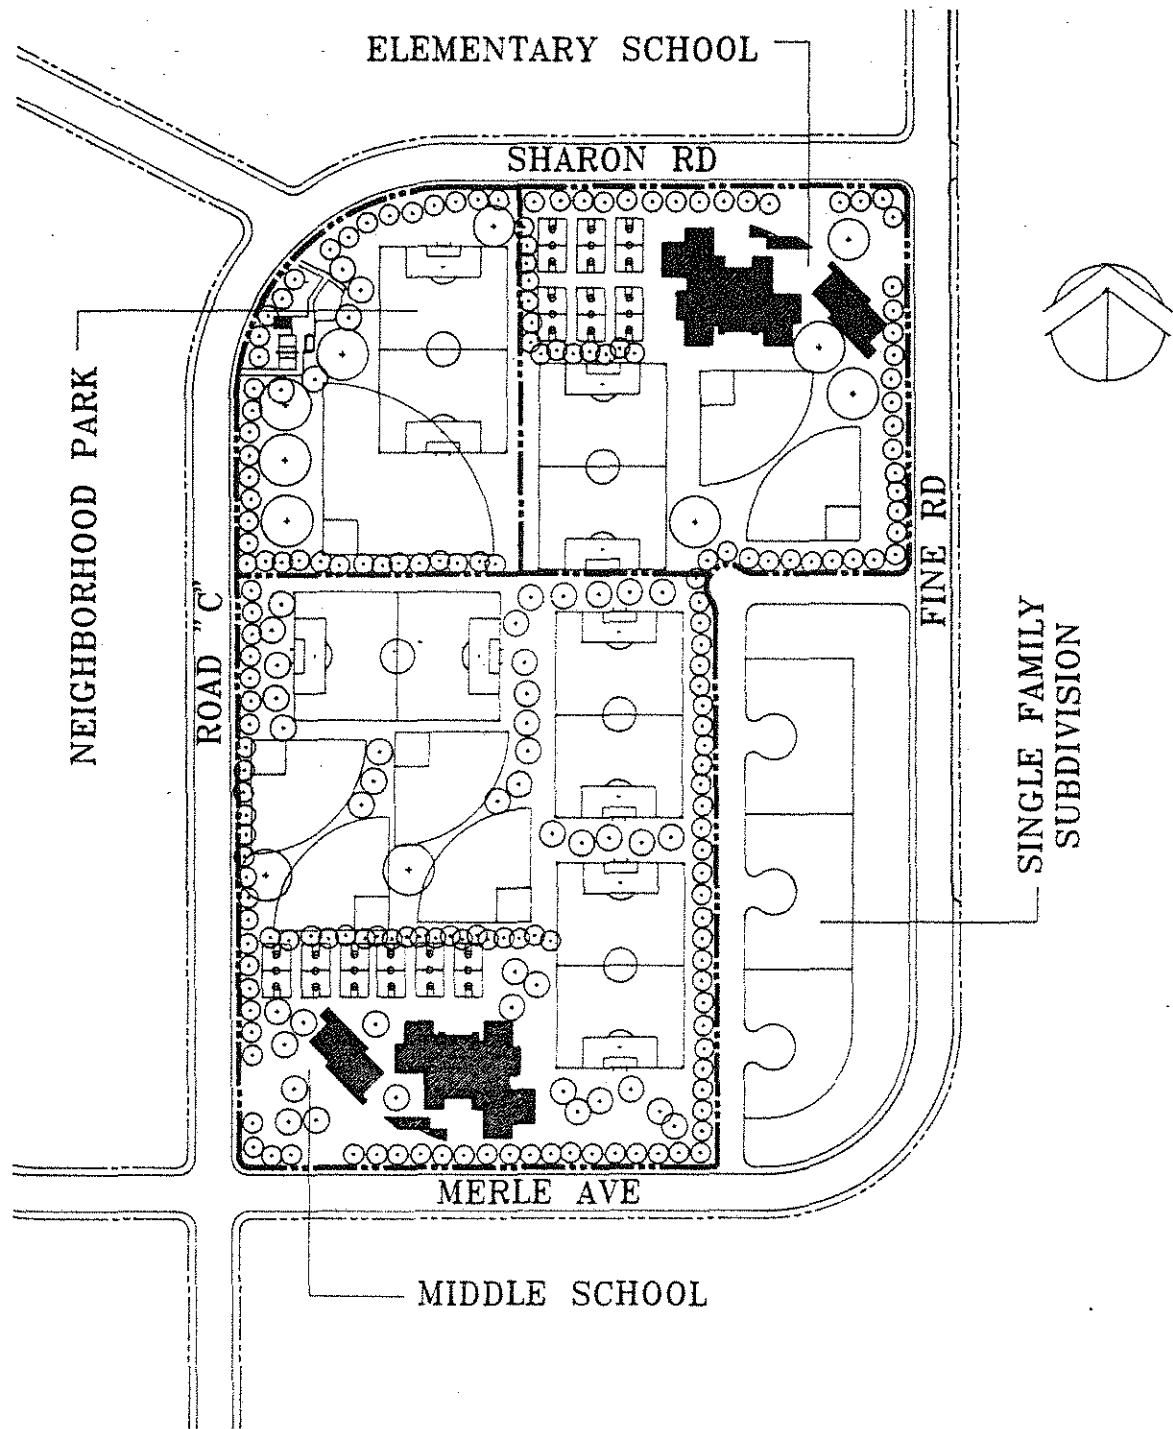 ELEMENTARY SCHOOL
SHARON RD
NEIGHBORHOOD PARK
ROAD "C"
FINE RD
SINGLE FAMILY
SUBDIVISION
MERLE AVE
MIDDLE SCHOOL